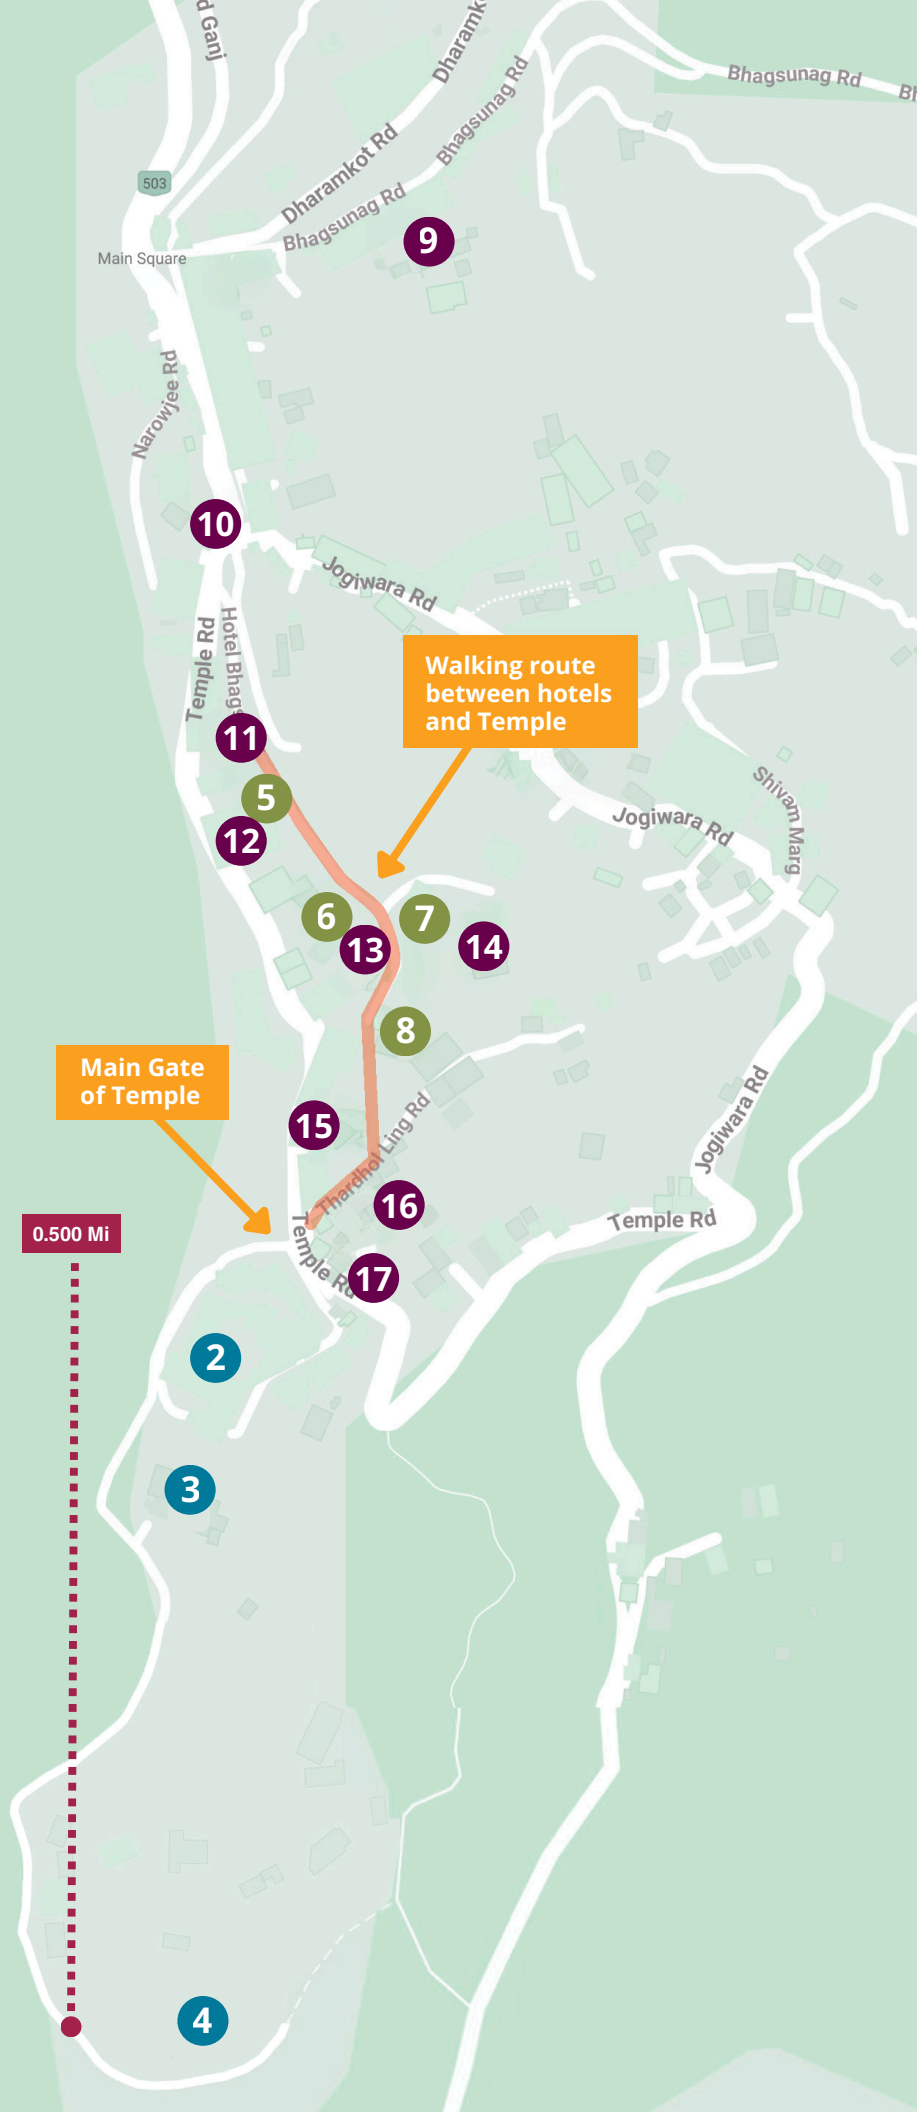 d Ganj
Dharamko
Bhagsunag Rd
Bhagsunag Rd
Bh
Dharamkot Rd
503
Bhagsunag Rd
9
Main Square
Narowjee Rd
10
Jogiwara Rd
Temple Rd
Hotel Bhags
Walking route
between hotels
and Temple
11
5
12
Jogiwara Rd
Shivam Marg
6
7
13
14
8
Main Gate
of Temple
15
Thardhol Ling Rd
Jogiwara Rd
16
0.500 Mi
Temple Rd
Temple Rd
17
2
3
4